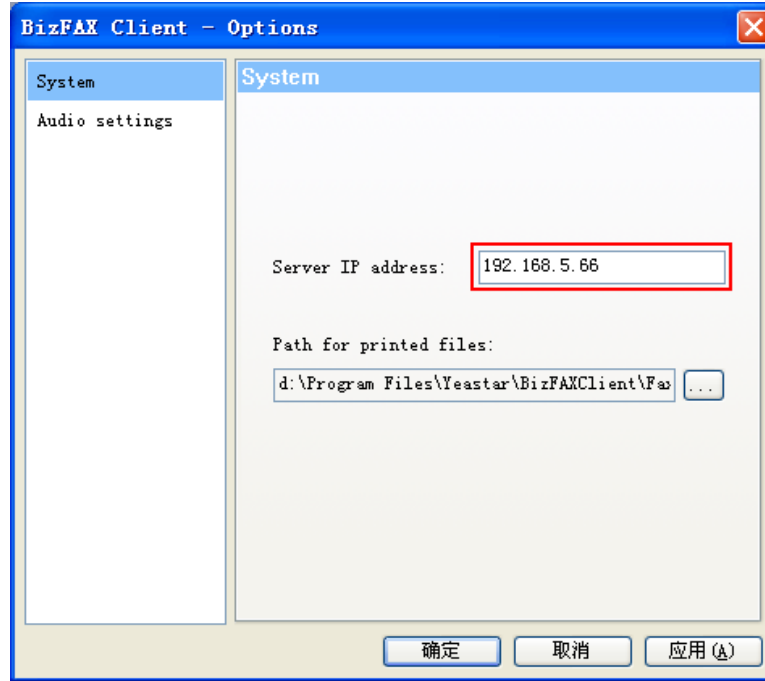 BizFAX Client - Options
System
System
Audio settings
Server IP address: 192.168.5.66
Path for printed files:
d:\Program Files\Yeastar\BizFAXClient\Fax ...
确定 取消 应用(A)